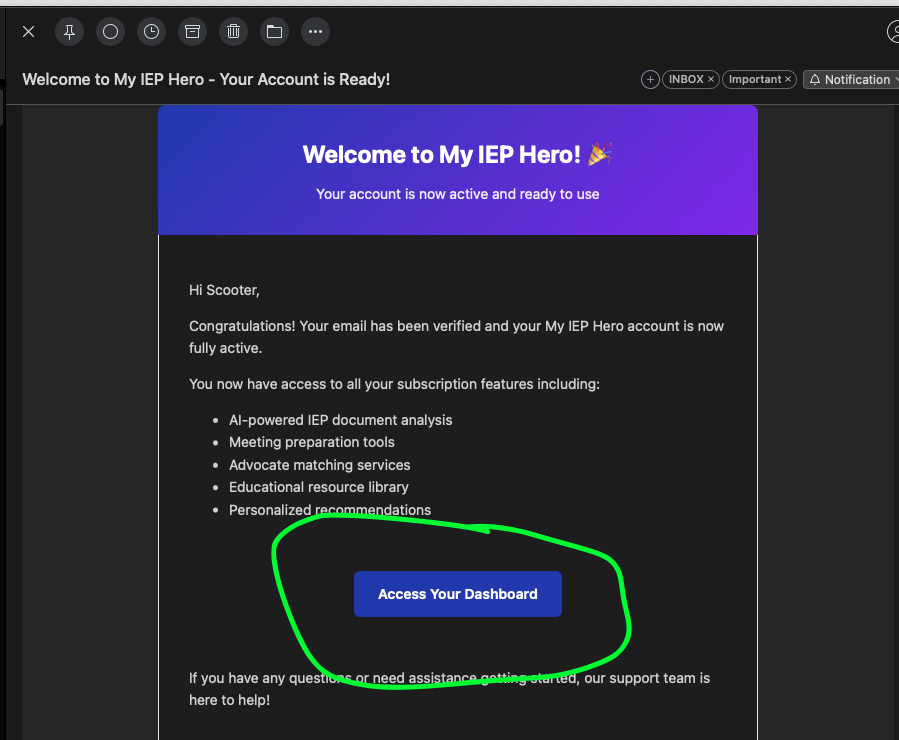 Welcome to My IEP Hero - Your Account is Ready!
INBOX ×
Important ×
Notification
Welcome to My IEP Hero! 🎉
Your account is now active and ready to use
Hi Scooter,
Congratulations! Your email has been verified and your My IEP Hero account is now
fully active.
You now have access to all your subscription features including:
• AI-powered IEP document analysis
• Meeting preparation tools
• Advocate matching services
• Educational resource library
• Personalized recommendations
Access Your Dashboard
If you have any questions or need assistance getting started, our support team is
here to help!